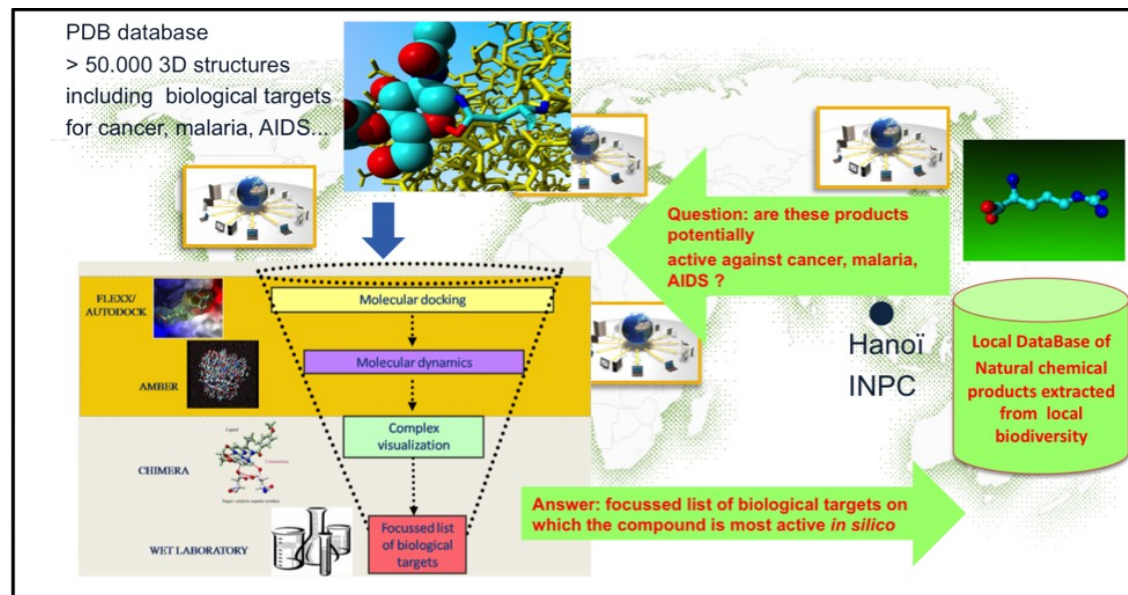 PDB database
> 50.000 3D structures
including biological targets
for cancer, malaria, AIDS...
Question: are these products
potentially
active against cancer, malaria,
AIDS ?
FLEXX/
AUTODOCK
Molecular docking
Molecular dynamics
AMBER
Complex
visualization
CHIMERA
Ligand
WET LABORATORY
Focussed list
of biological
targets
Hanoï
INPC
Local DataBase of
Natural chemical
products extracted
from local
biodiversity
Answer: focussed list of biological targets on
which the compound is most active in silico